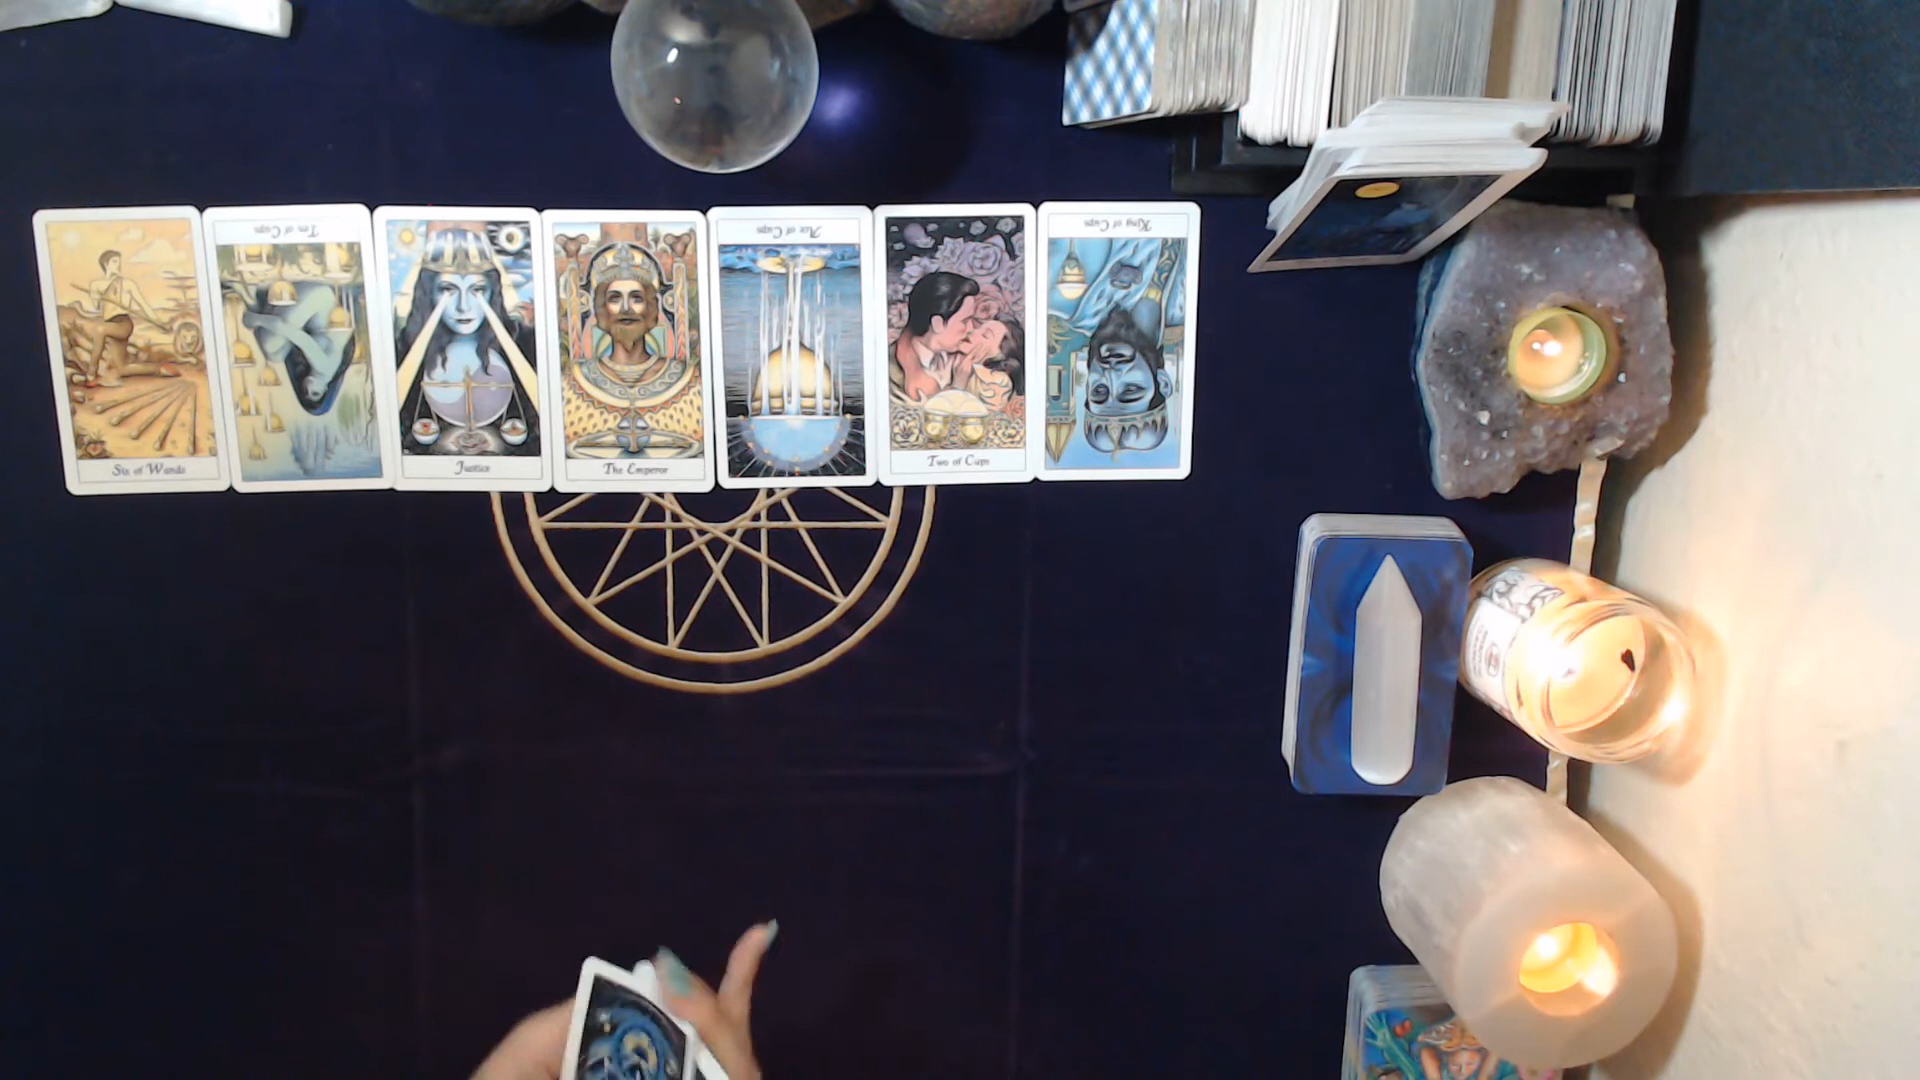 Six of Wands
Ten of Cups
Justice
The Emperor
Ace of Cups
Two of Cups
King of Cups